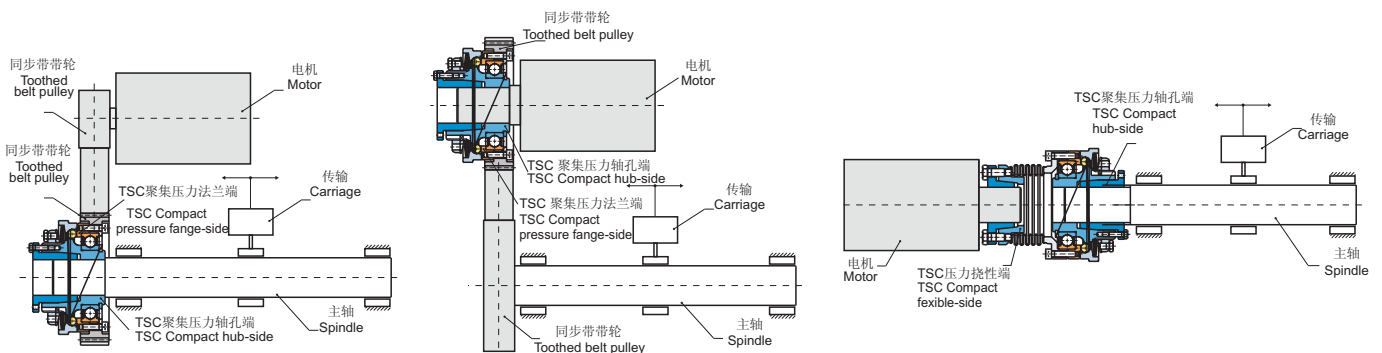 同步带带轮
Toothed
belt pulley
电机
Motor
同步带带轮
Toothed
belt pulley
TSC聚集压力法兰端
TSC Compact
pressure fange-side
传输
Carriage
主轴
Spindle
TSC聚集压力轴孔端
TSC Compact hub-side
同步带带轮
Toothed belt pulley
电机
Motor
TSC 聚集压力轴孔端
TSC Compact hub-side
TSC 聚集压力法兰端
TSC Compact
pressure fange-side
传输
Carriage
主轴
Spindle
同步带带轮
Toothed belt pulley
TSC聚集压力轴孔端
TSC Compact
hub-side
传输
Carriage
电机
Motor
TSC压力挠性端
TSC Compact
fexible-side
主轴
Spindle